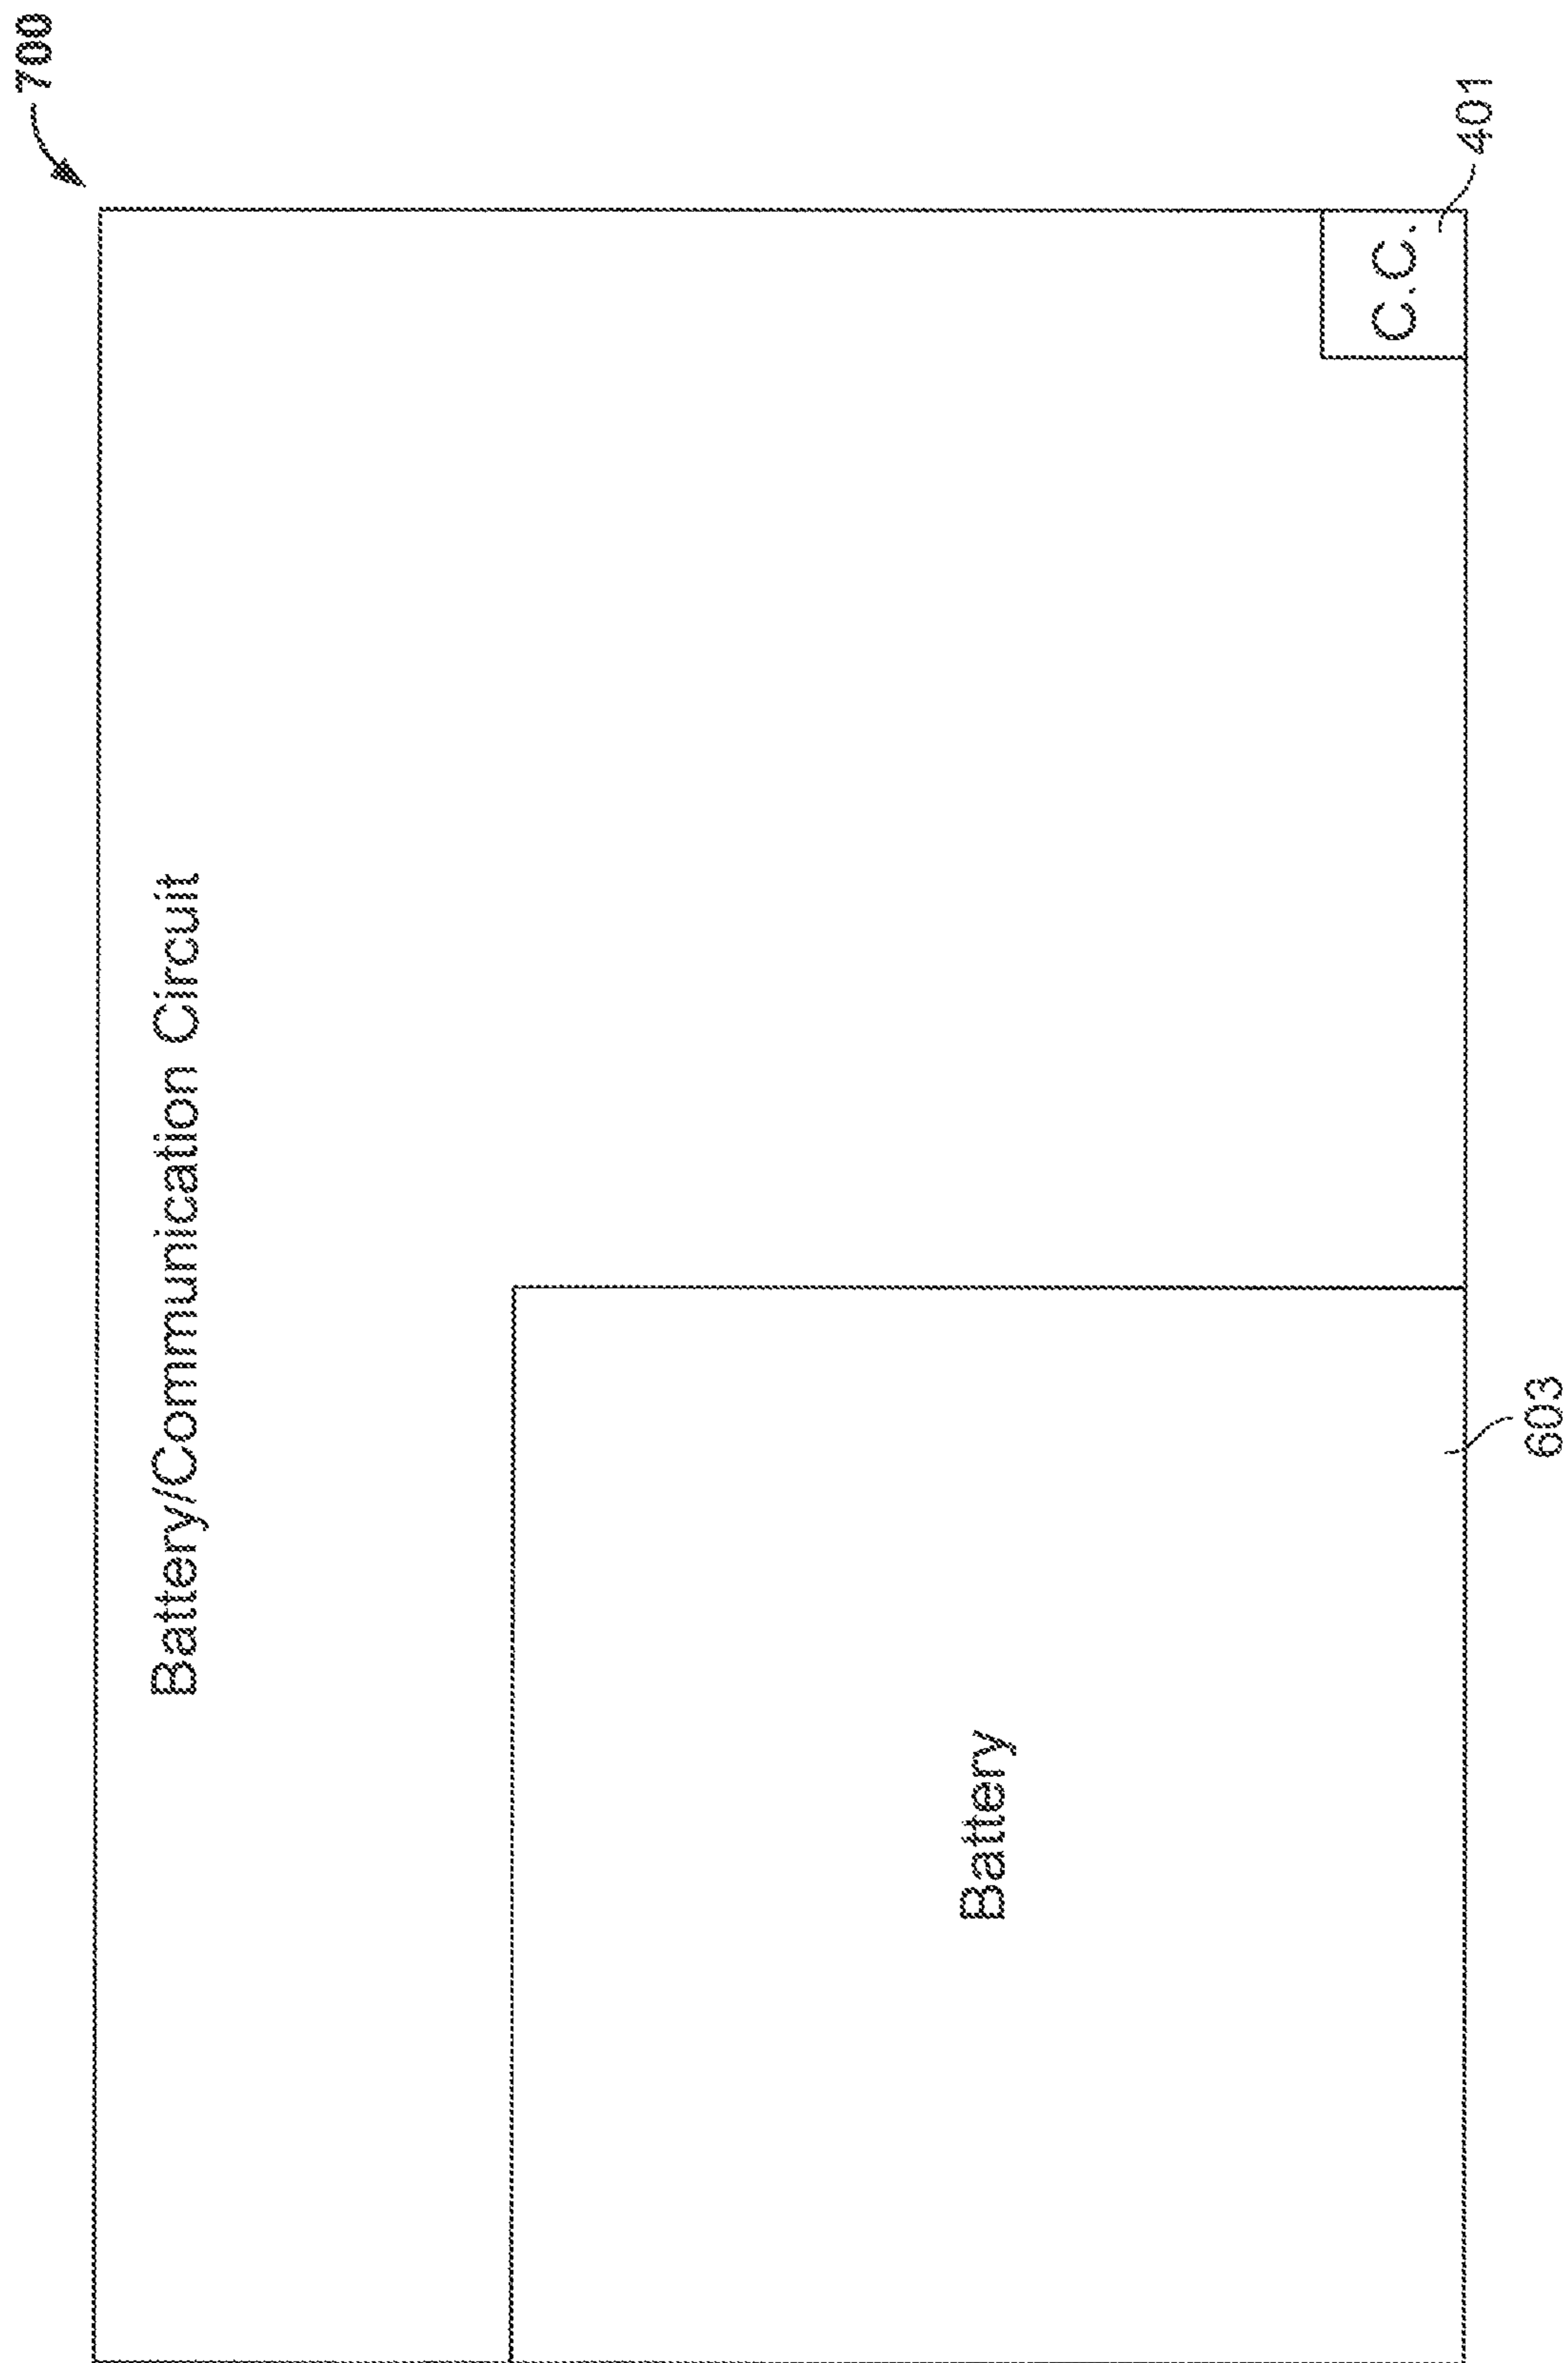 700
Battery/Communication Circuit
Battery
C.C.
401
603